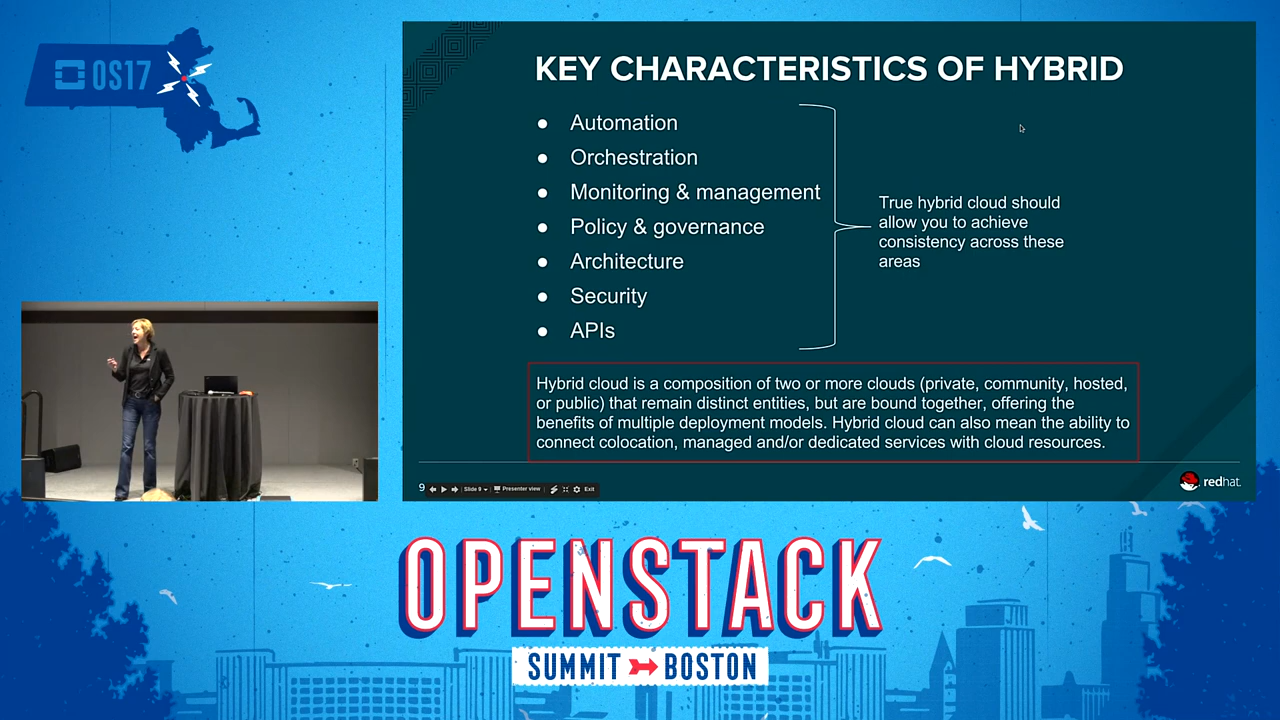 OS17
KEY CHARACTERISTICS OF HYBRID
● Automation
● Orchestration
● Monitoring & management
● Policy & governance
● Architecture
● Security
● APIs
True hybrid cloud should
allow you to achieve
consistency across these
areas
Hybrid cloud is a composition of two or more clouds (private, community, hosted,
or public) that remain distinct entities, but are bound together, offering the
benefits of multiple deployment models. Hybrid cloud can also mean the ability to
connect colocation, managed and/or dedicated services with cloud resources.
9 Slide 9 Presenter view Exit
redhat.
OPENSTACK
SUMMIT BOSTON